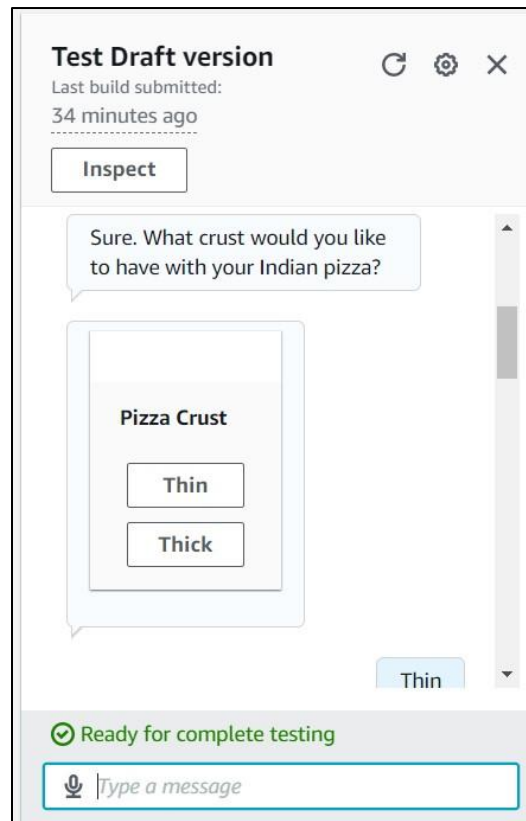 Test Draft version
Last build submitted:
34 minutes ago
Inspect
Sure. What crust would you like
to have with your Indian pizza?
Pizza Crust
Thin
Thick
Thin
Ready for complete testing
Type a message